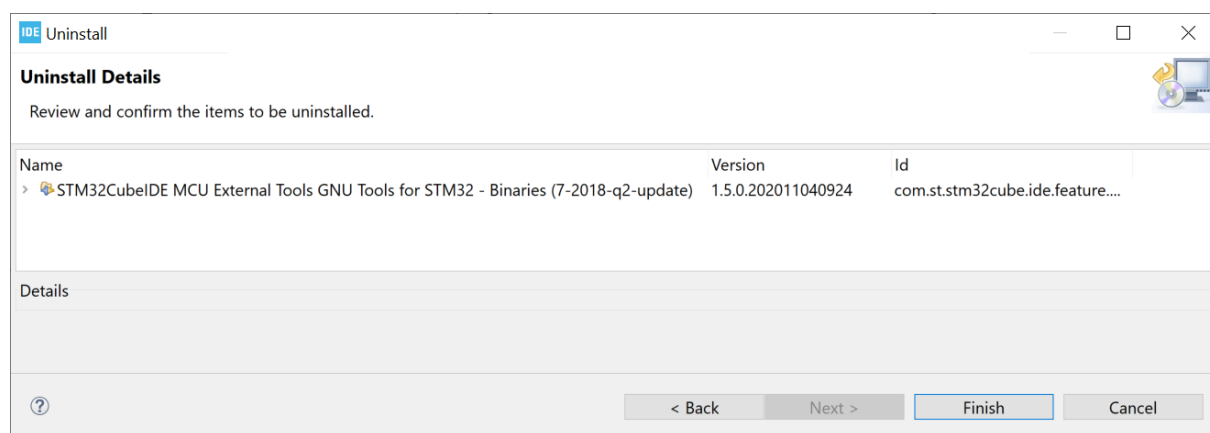 IDE Uninstall
Uninstall Details
Review and confirm the items to be uninstalled.
Name Version Id
STM32CubeIDE MCU External Tools GNU Tools for STM32 - Binaries (7-2018-q2-update) 1.5.0.202011040924 com.st.stm32cube.ide.feature....
Details
? < Back Next > Finish Cancel